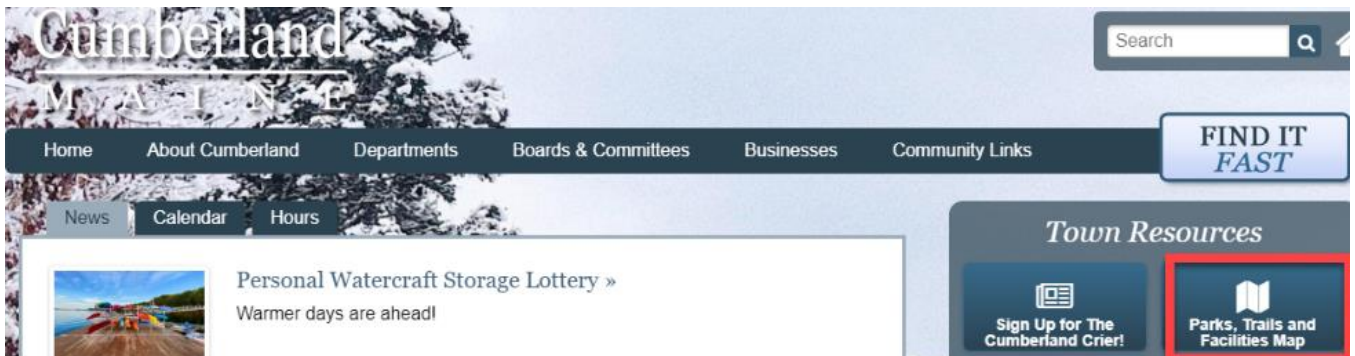 Cumberland
MAINE
Search
Home About Cumberland Departments Boards & Committees Businesses Community Links
FIND IT
FAST
News Calendar Hours
Personal Watercraft Storage Lottery »
Warmer days are ahead!
Town Resources
Sign Up for The
Cumberland Crier!
Parks, Trails and
Facilities Map